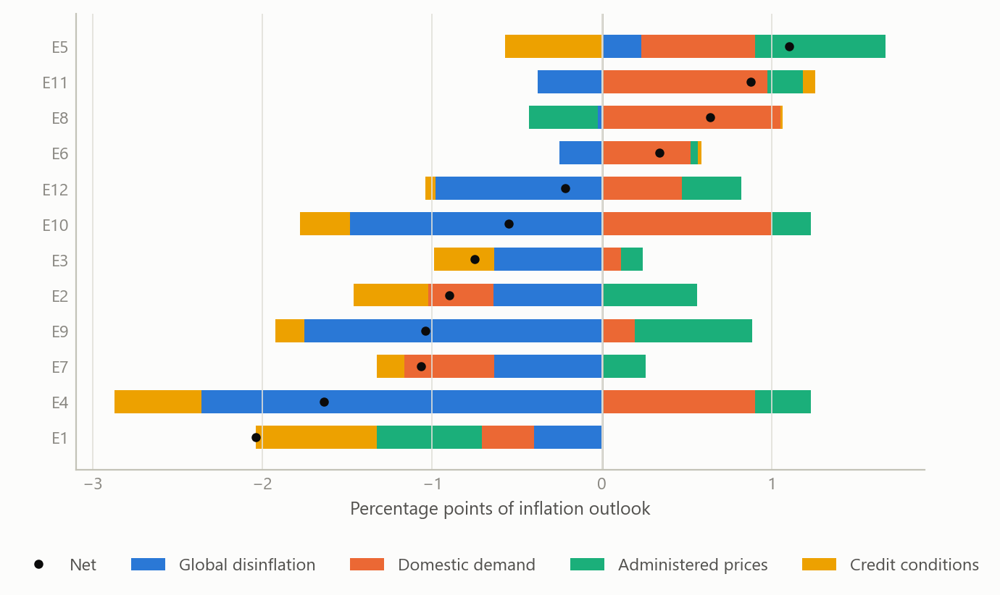 E5
E11
E8
E6
E12
E10
E3
E2
E9
E7
E4
E1
−3 −2 −1 0 1
Percentage points of inflation outlook
Net Global disinflation Domestic demand Administered prices Credit conditions